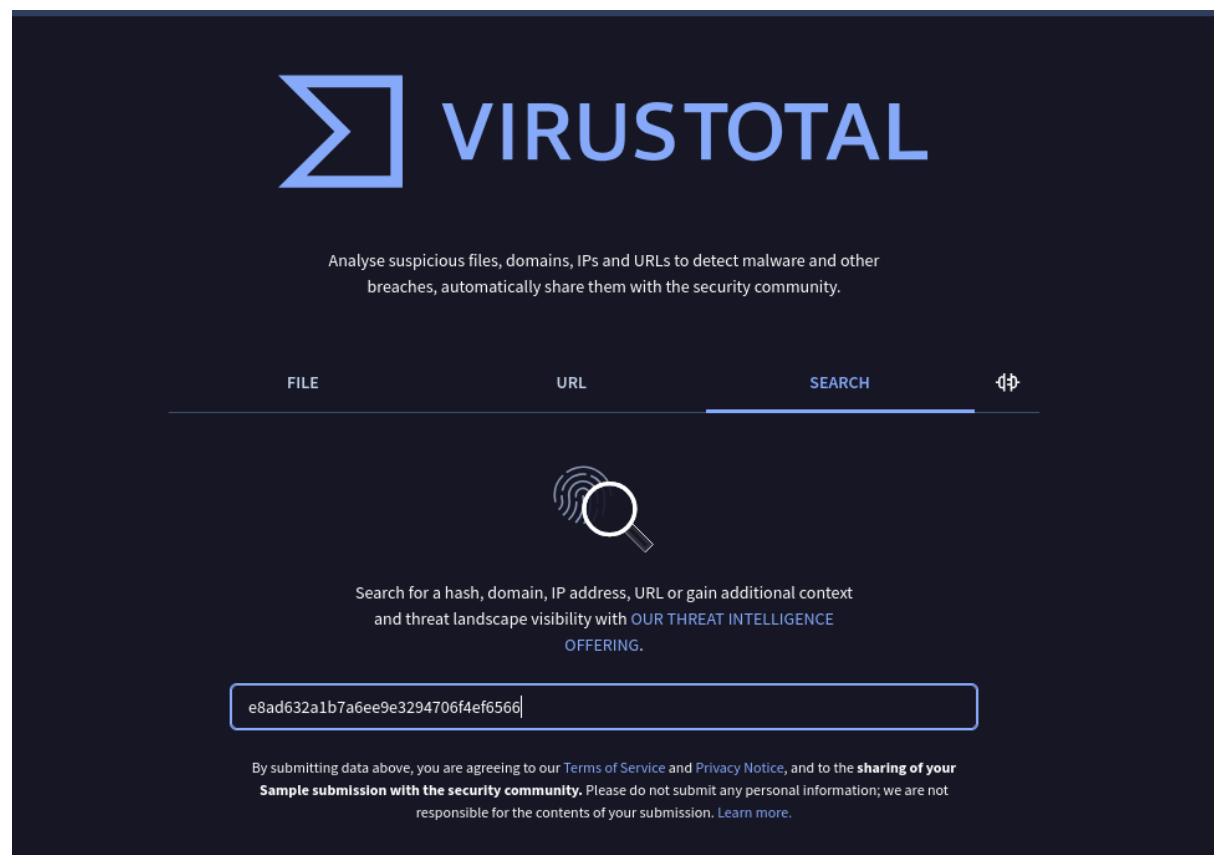 VIRUSTOTAL
Analyse suspicious files, domains, IPs and URLs to detect malware and other
breaches, automatically share them with the security community.
FILE URL SEARCH
Search for a hash, domain, IP address, URL or gain additional context
and threat landscape visibility with OUR THREAT INTELLIGENCE
OFFERING.
e8ad632a1b7a6ee9e3294706f4ef6566
By submitting data above, you are agreeing to our Terms of Service and Privacy Notice, and to the sharing of your
Sample submission with the security community. Please do not submit any personal information; we are not
responsible for the contents of your submission. Learn more.